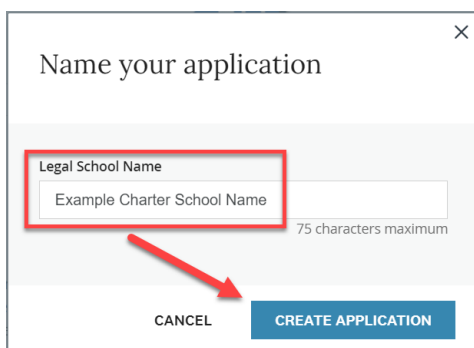 Name your application
Legal School Name
Example Charter School Name
75 characters maximum
CANCEL
CREATE APPLICATION